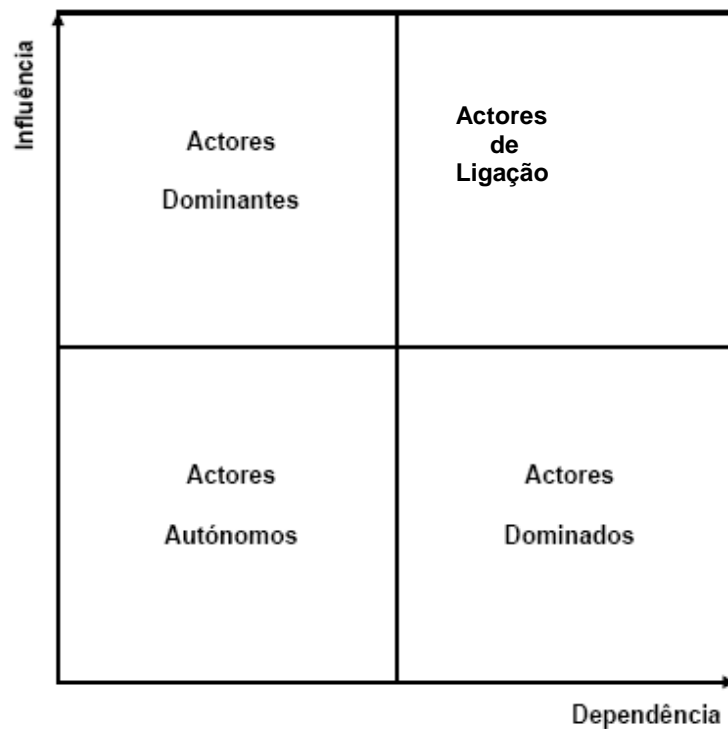 Influência
Actores
Dominantes
Actores
de
Ligação
Actores
Autónomos
Actores
Dominados
Dependência